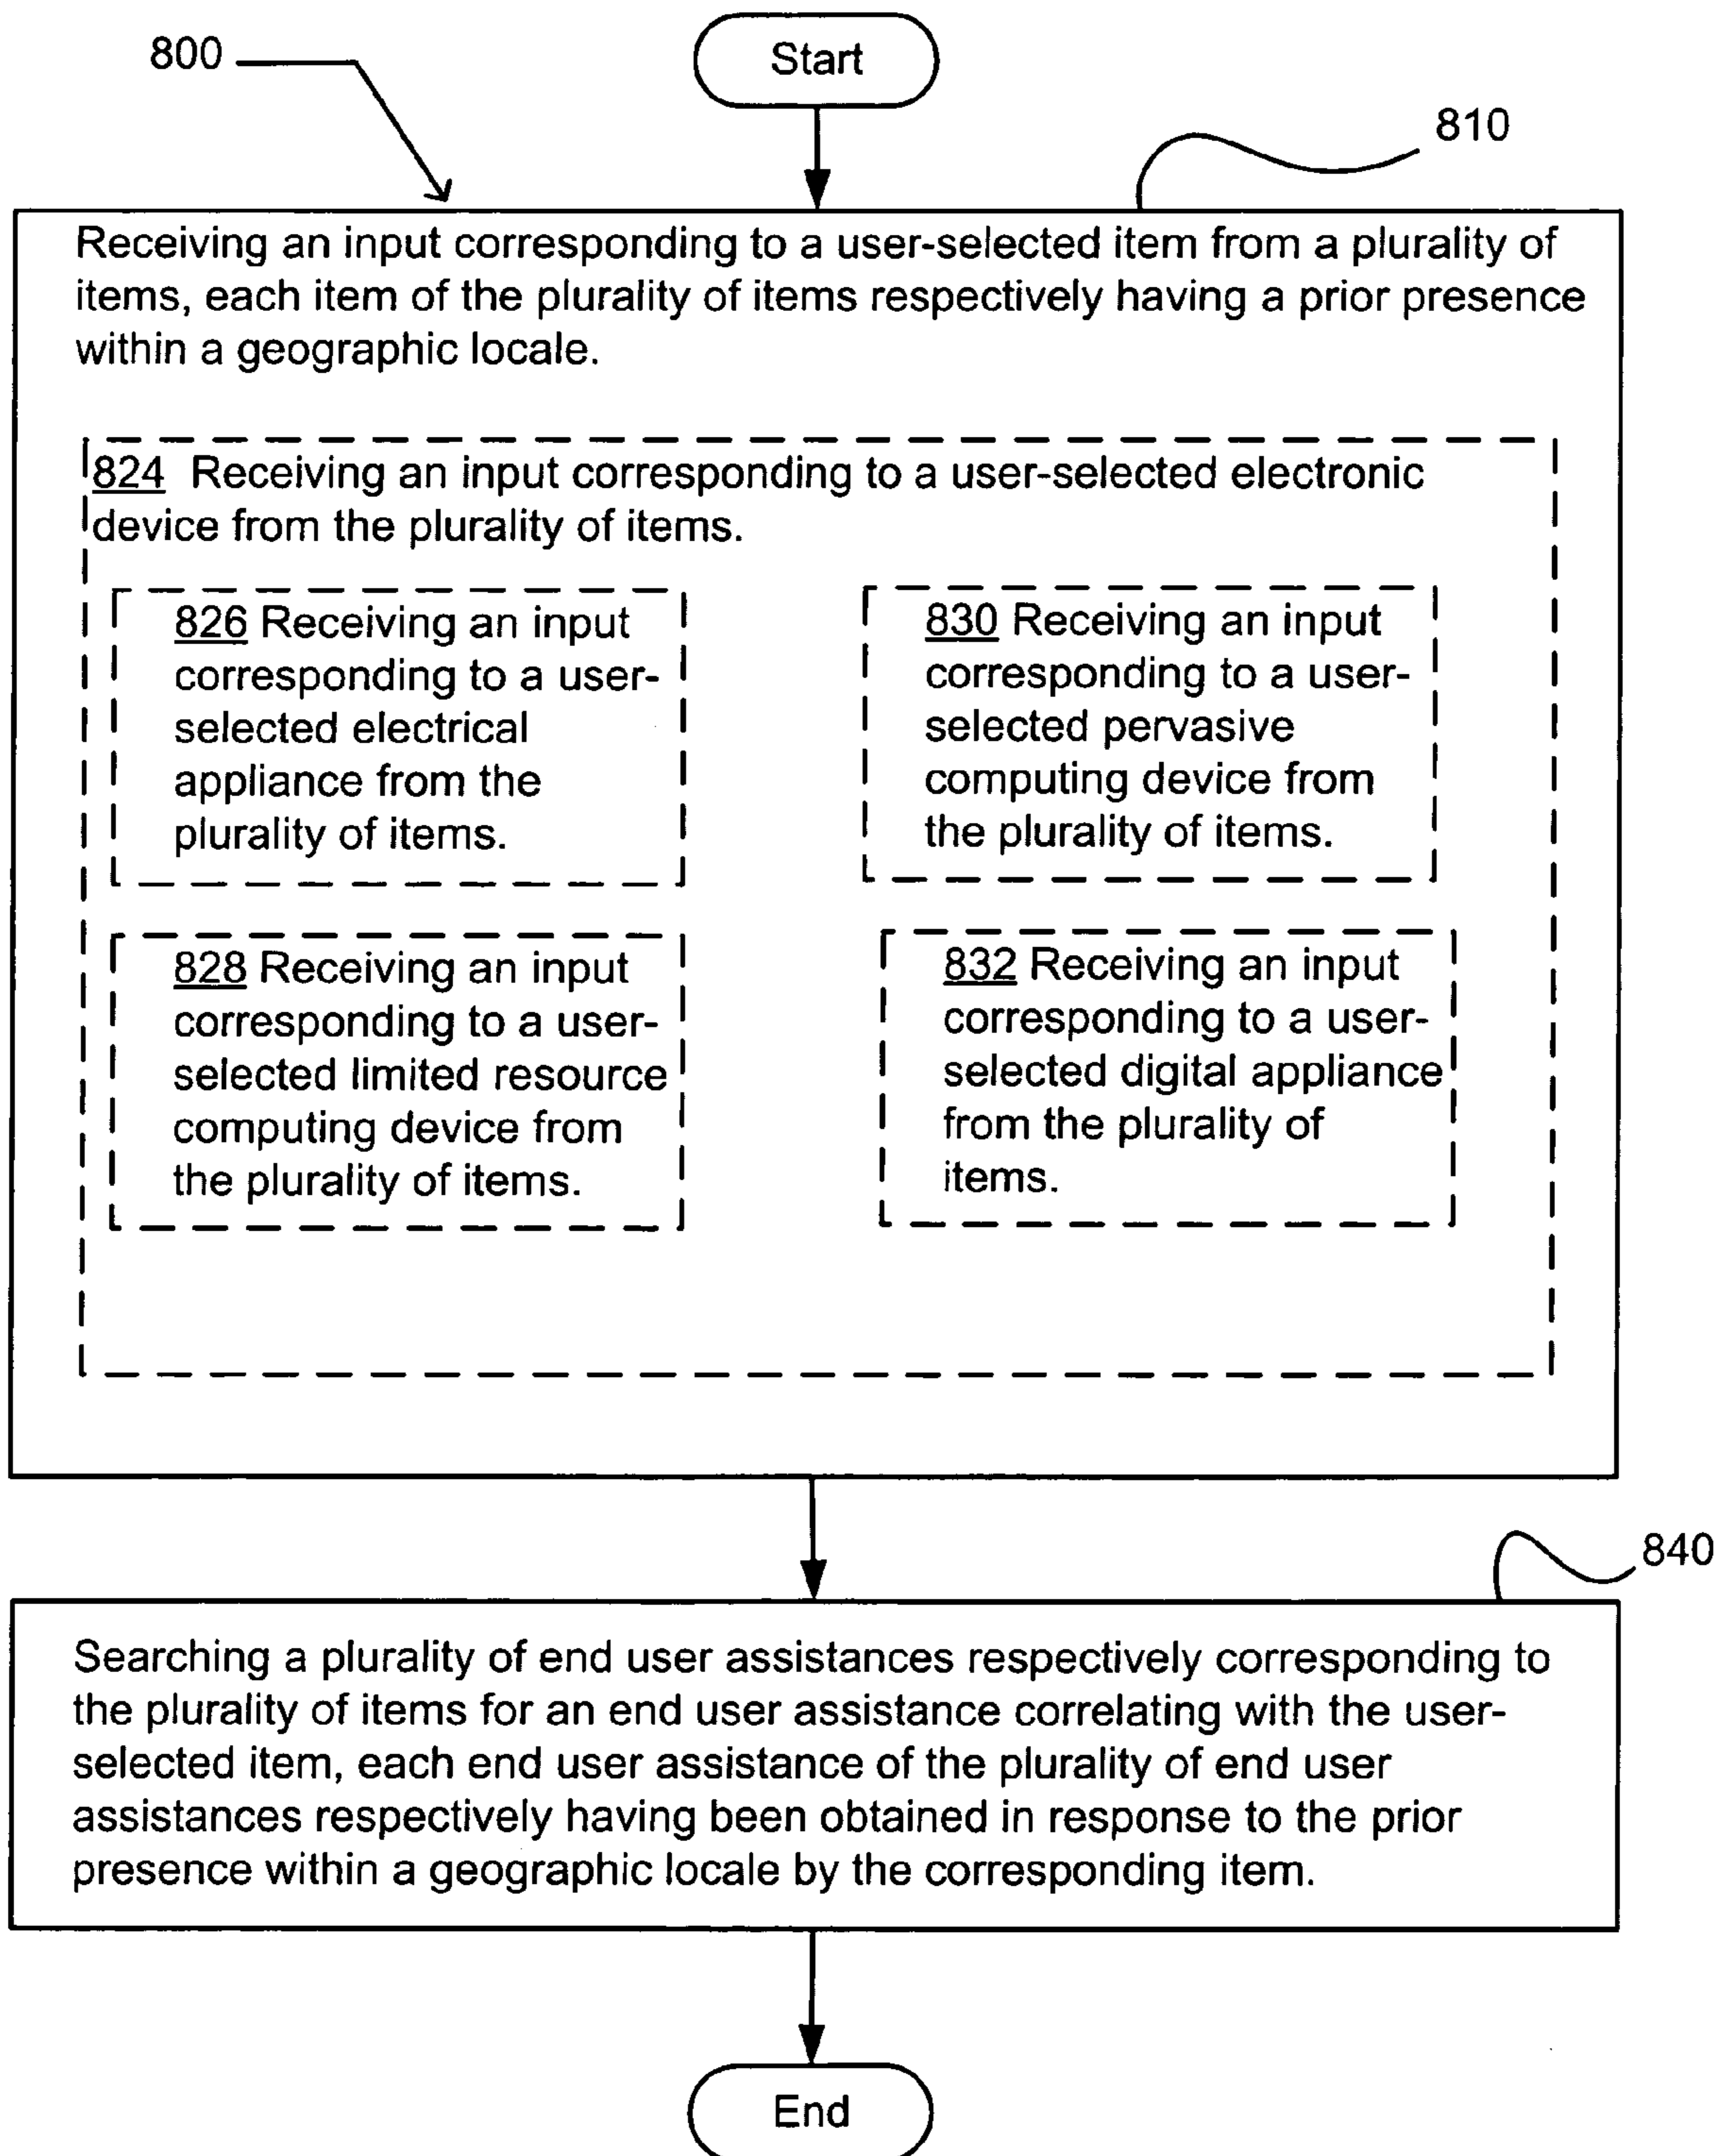 Start
800
810
Receiving an input corresponding to a user-selected item from a plurality of
items, each item of the plurality of items respectively having a prior presence
within a geographic locale.
824 Receiving an input corresponding to a user-selected electronic
device from the plurality of items.
826 Receiving an input
corresponding to a user-
selected electrical
appliance from the
plurality of items.
830 Receiving an input
corresponding to a user-
selected pervasive
computing device from
the plurality of items.
828 Receiving an input
corresponding to a user-
selected limited resource
computing device from
the plurality of items.
832 Receiving an input
corresponding to a user-
selected digital appliance
from the plurality of
items.
840
Searching a plurality of end user assistances respectively corresponding to
the plurality of items for an end user assistance correlating with the user-
selected item, each end user assistance of the plurality of end user
assistances respectively having been obtained in response to the prior
presence within a geographic locale by the corresponding item.
End